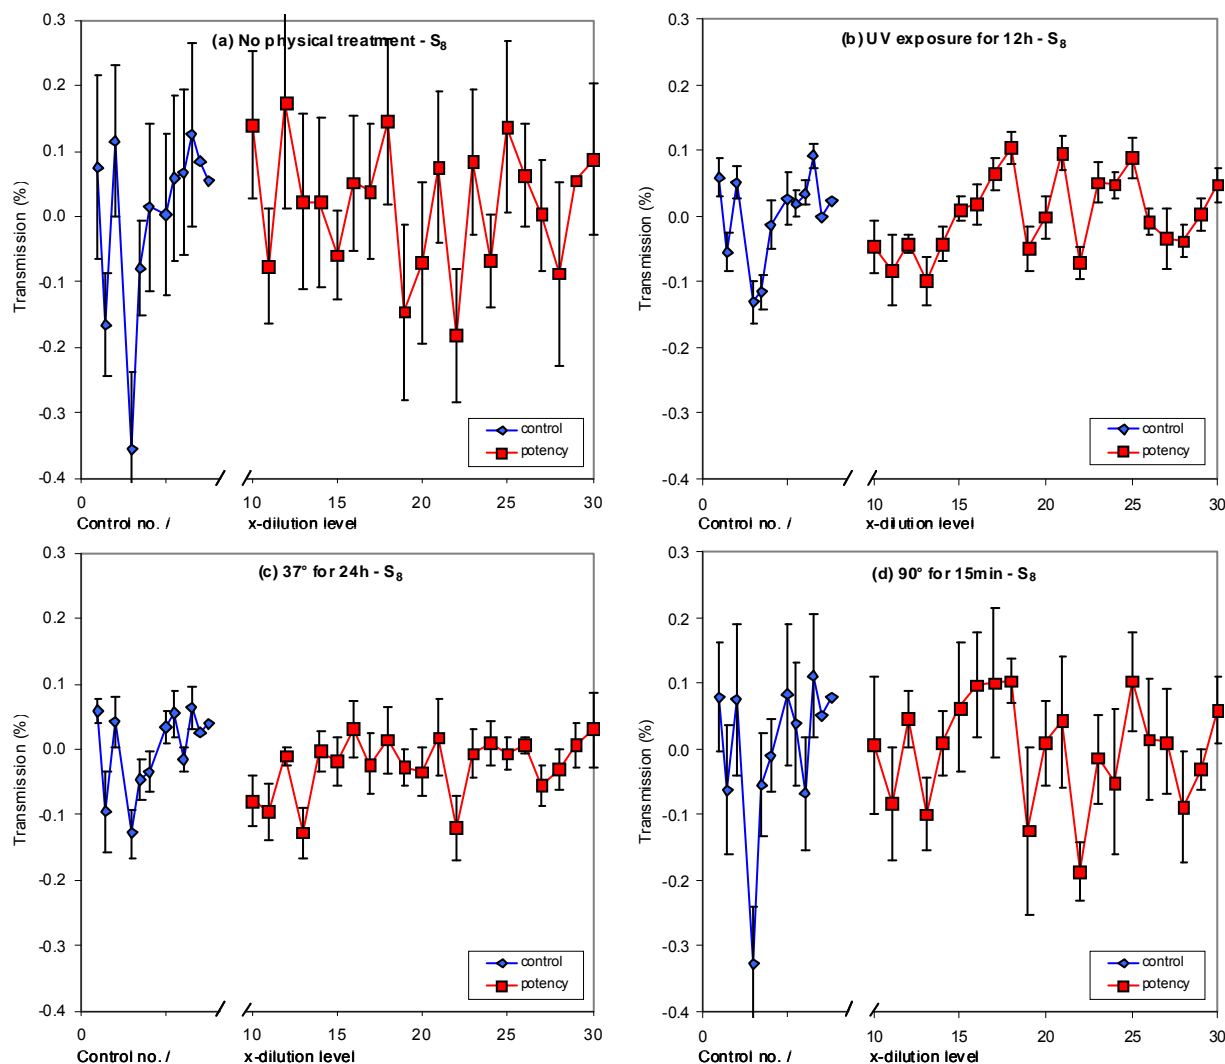 (a) No physical treatment - S8
Transmission (%)
0.3
0.2
0.1
0.0
-0.1
-0.2
-0.3
-0.4
control
potency
0 10 15 20 25 30
Control no. / x-dilution level
(b) UV exposure for 12h - S8
Transmission (%)
0.3
0.2
0.1
0.0
-0.1
-0.2
-0.3
-0.4
control
potency
0 10 15 20 25 30
Control no. / x-dilution level
(c) 37° for 24h - S8
Transmission (%)
0.3
0.2
0.1
0.0
-0.1
-0.2
-0.3
-0.4
control
potency
0 10 15 20 25 30
Control no. / x-dilution level
(d) 90° for 15min - S8
Transmission (%)
0.3
0.2
0.1
0.0
-0.1
-0.2
-0.3
-0.4
control
potency
0 10 15 20 25 30
Control no. / x-dilution level